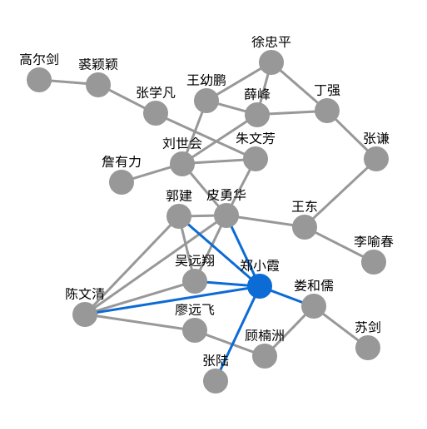 徐忠平
高尔剑
裘颖颖
王幼鹏
张学凡
薛峰
丁强
刘世会
朱文芳
张谦
詹有力
郭建
皮勇华
王东
李喻春
吴远翔
郑小霞
陈文清
娄和儒
廖远飞
苏剑
顾楠洲
张陆